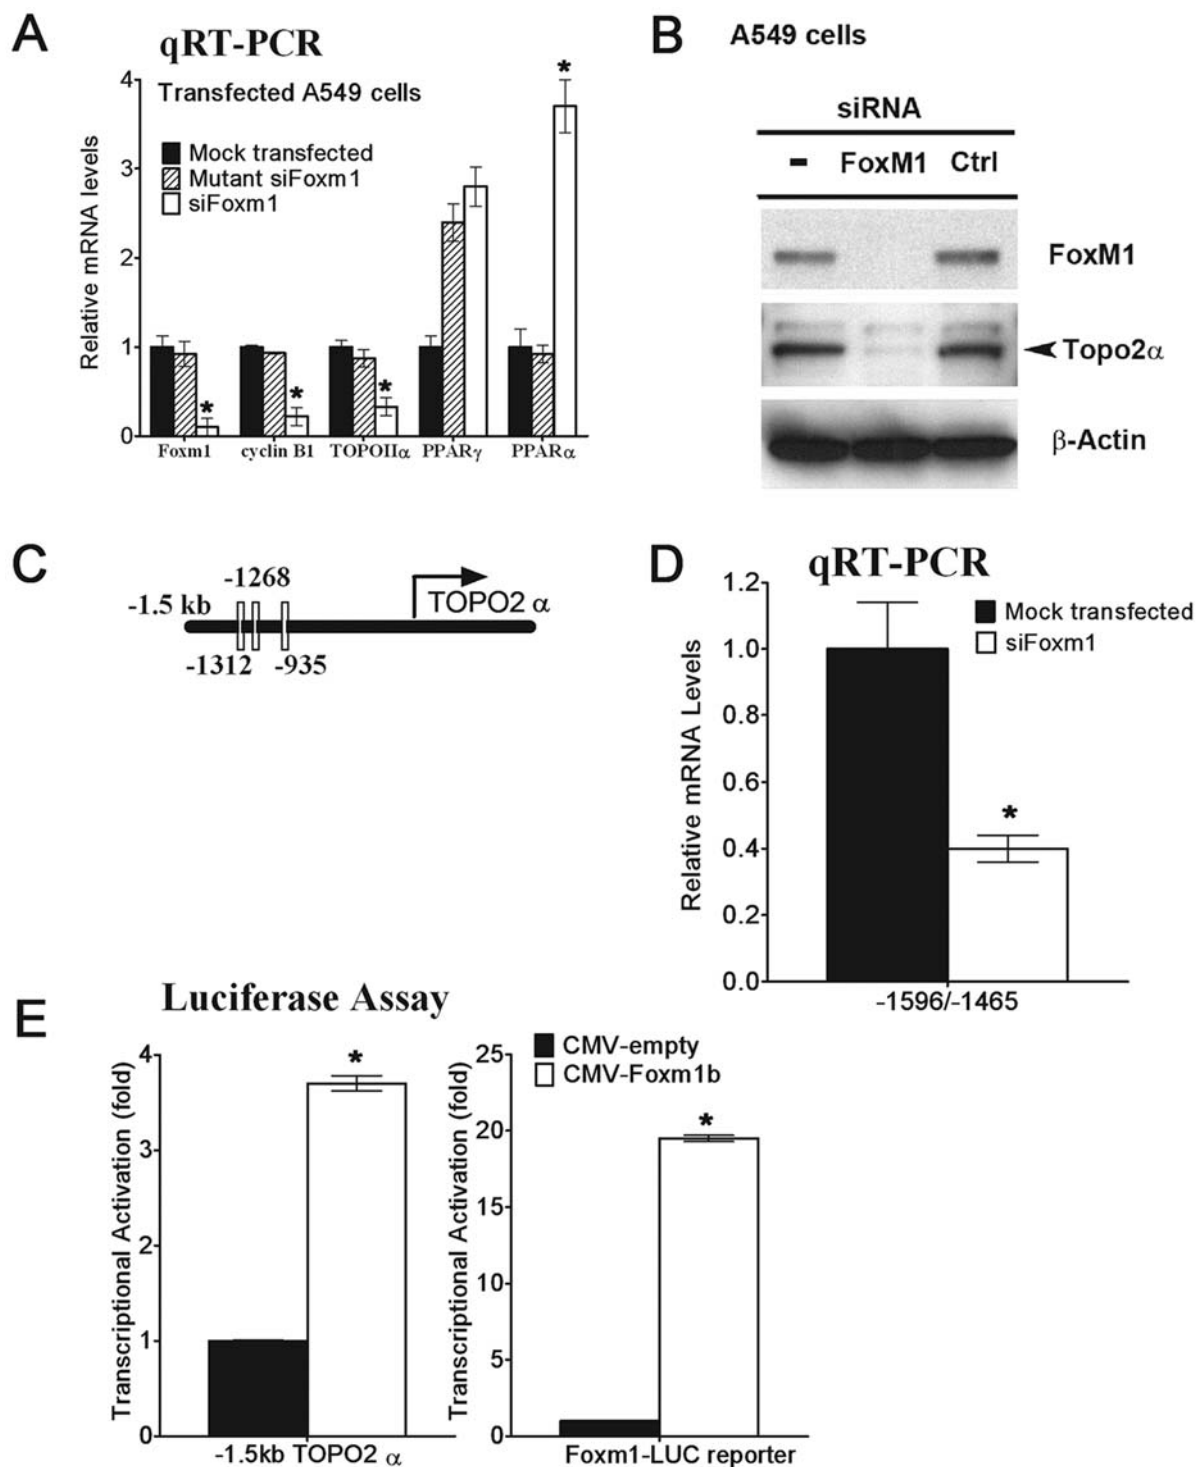 A
qRT-PCR
Transfected A549 cells
Mock transfected
Mutant siFoxm1
siFoxm1
Relative mRNA levels
4
3
2
1
0
*
*
*
*
Foxm1
cyclin B1
TOPOIIα
PPARγ
PPARα
B
A549 cells
siRNA
- FoxM1 Ctrl
FoxM1
Topo2α
β-Actin
C
-1268
-1.5 kb
TOPO2 α
-1312
-935
D
qRT-PCR
Mock transfected
siFoxm1
Relative mRNA Levels
1.2
1.0
0.8
0.6
0.4
0.2
0.0
*
-1596/-1465
E
Luciferase Assay
Transcriptional Activation (fold)
4
3
2
1
0
*
-1.5kb TOPO2 α
CMV-empty
CMV-Foxm1b
Transcriptional Activation (fold)
25
20
15
10
5
0
*
Foxm1-LUC reporter